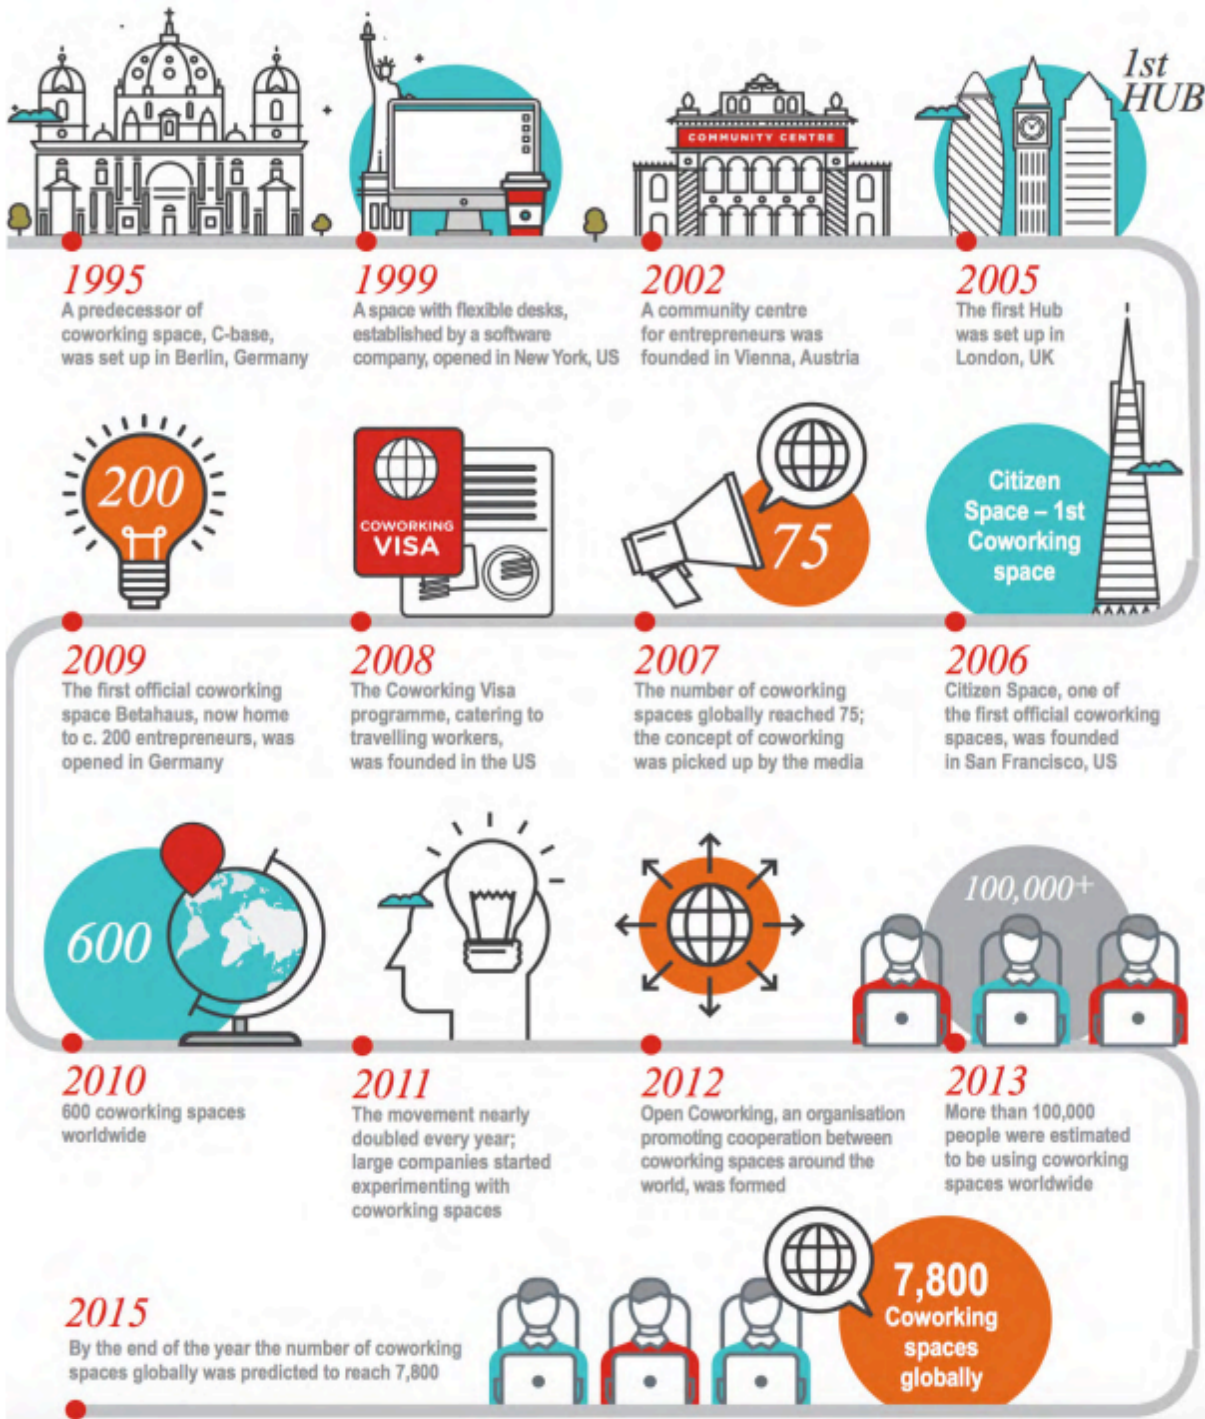 1st
HUB
COMMUNITY CENTRE
1995
A predecessor of
coworking space, C-base,
was set up in Berlin, Germany
1999
A space with flexible desks,
established by a software
company, opened in New York, US
2002
A community centre
for entrepreneurs was
founded in Vienna, Austria
2005
The first Hub
was set up in
London, UK
Citizen
Space – 1st
Coworking
space
2006
Citizen Space, one of
the first official coworking
spaces, was founded
in San Francisco, US
75
2007
The number of coworking
spaces globally reached 75;
the concept of coworking
was picked up by the media
COWORKING
VISA
2008
The Coworking Visa
programme, catering to
travelling workers,
was founded in the US
200
2009
The first official coworking
space Betahaus, now home
to c. 200 entrepreneurs, was
opened in Germany
600
2010
600 coworking spaces
worldwide
2011
The movement nearly
doubled every year;
large companies started
experimenting with
coworking spaces
2012
Open Coworking, an organisation
promoting cooperation between
coworking spaces around the
world, was formed
100,000+
2013
More than 100,000
people were estimated
to be using coworking
spaces worldwide
2015
By the end of the year the number of coworking
spaces globally was predicted to reach 7,800
7,800
Coworking
spaces
globally